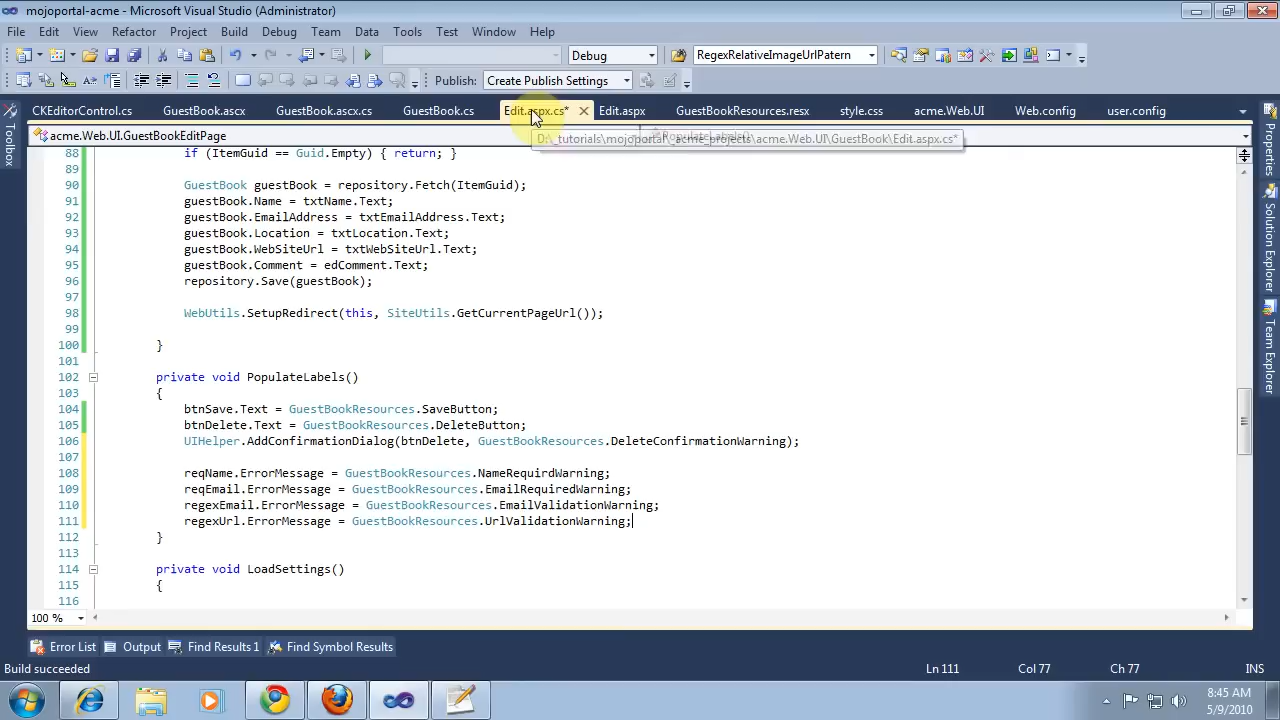 mojoportal-acme - Microsoft Visual Studio (Administrator)
File Edit View Refactor Project Build Debug Team Data Tools Test Window Help
Debug RegexRelativeImageUrlPatern
Publish: Create Publish Settings
CKEditorControl.cs GuestBook.ascx GuestBook.ascx.cs GuestBook.cs Edit.aspx.cs* Edit.aspx GuestBookResources.resx style.css acme.Web.UI Web.config user.config
acme.Web.UI.GuestBookEditPage PopulateLabels()
D:\_tutorials\mojoportal\_acme_projects\acme.Web.UI\GuestBook\Edit.aspx.cs*
88 if (ItemGuid == Guid.Empty) { return; }
89
90 GuestBook guestBook = repository.Fetch(ItemGuid);
91 guestBook.Name = txtName.Text;
92 guestBook.EmailAddress = txtEmailAddress.Text;
93 guestBook.Location = txtLocation.Text;
94 guestBook.WebSiteUrl = txtWebSiteUrl.Text;
95 guestBook.Comment = edComment.Text;
96 repository.Save(guestBook);
97
98 WebUtils.SetupRedirect(this, SiteUtils.GetCurrentPageUrl());
99
100 }
101
102 private void PopulateLabels()
103 {
104 btnSave.Text = GuestBookResources.SaveButton;
105 btnDelete.Text = GuestBookResources.DeleteButton;
106 UIHelper.AddConfirmationDialog(btnDelete, GuestBookResources.DeleteConfirmationWarning);
107
108 reqName.ErrorMessage = GuestBookResources.NameRequirdWarning;
109 reqEmail.ErrorMessage = GuestBookResources.EmailRequiredWarning;
110 regexEmail.ErrorMessage = GuestBookResources.EmailValidationWarning;
111 regexUrl.ErrorMessage = GuestBookResources.UrlValidationWarning;
112 }
113
114 private void LoadSettings()
115 {
116
100 %
Toolbox
Properties
Solution Explorer
Team Explorer
Error List Output Find Results 1 Find Symbol Results
Build succeeded Ln 111 Col 77 Ch 77 INS
8:45 AM
5/9/2010